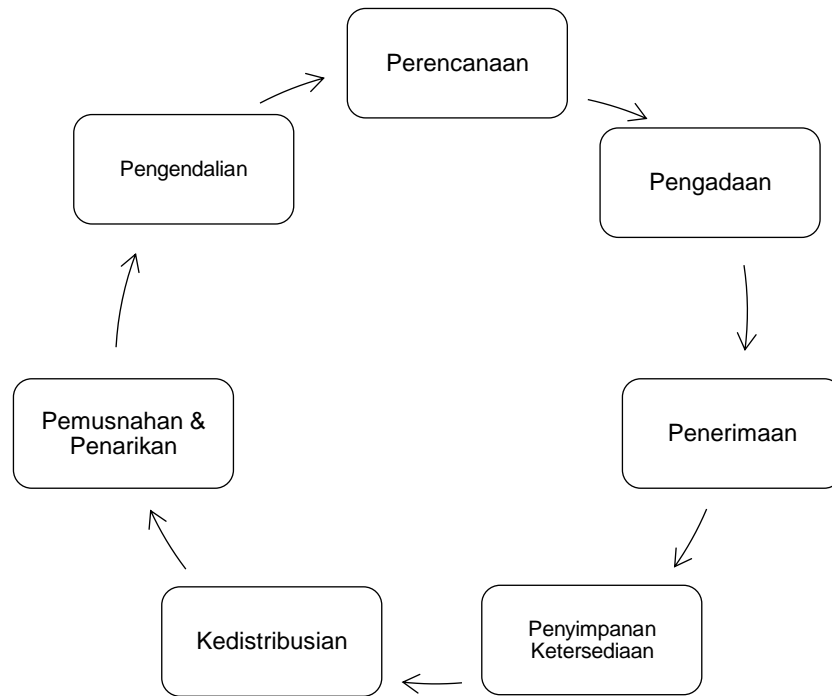 Perencanaan
Pengadaan
Penerimaan
Penyimpanan
Ketersediaan
Kedistribusian
Pemusnahan &
Penarikan
Pengendalian